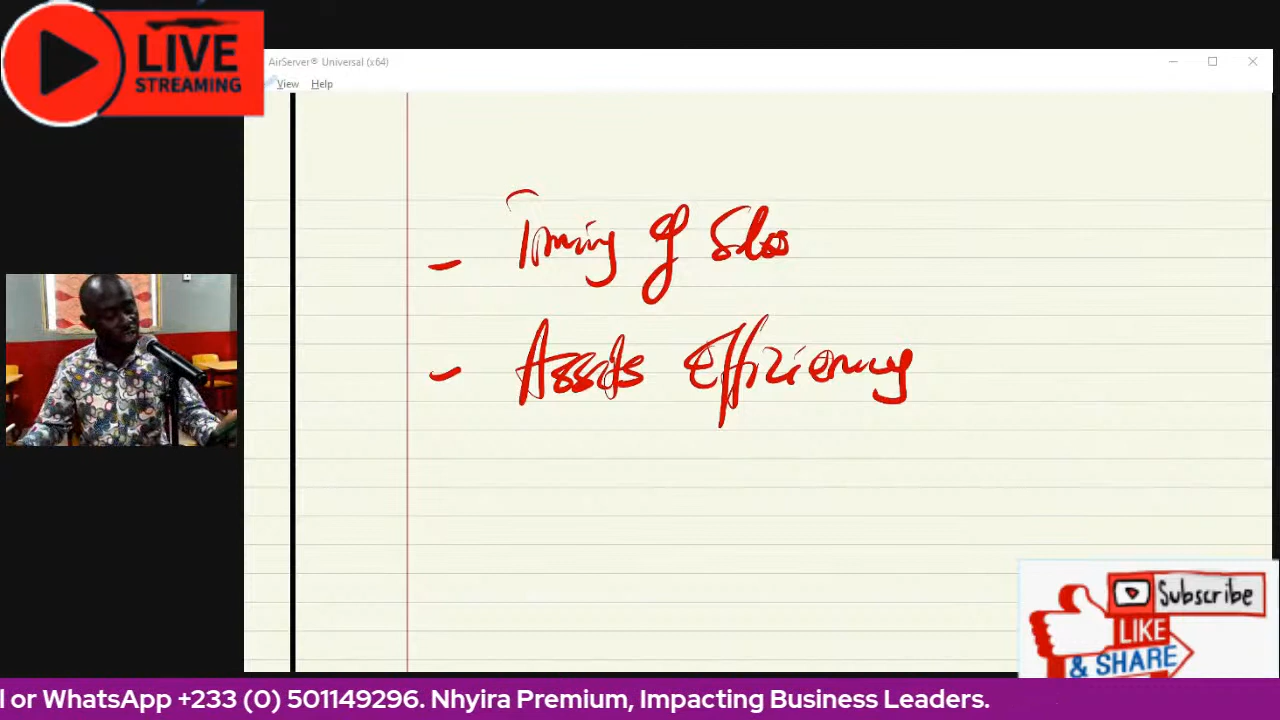 LIVE
STREAMING
AirServer® Universal (x64)
View Help
- Timing of Sales
- Assets Efficiency
Subscribe
LIKE
& SHARE
l or WhatsApp +233 (0) 501149296. Nhyira Premium, Impacting Business Leaders.